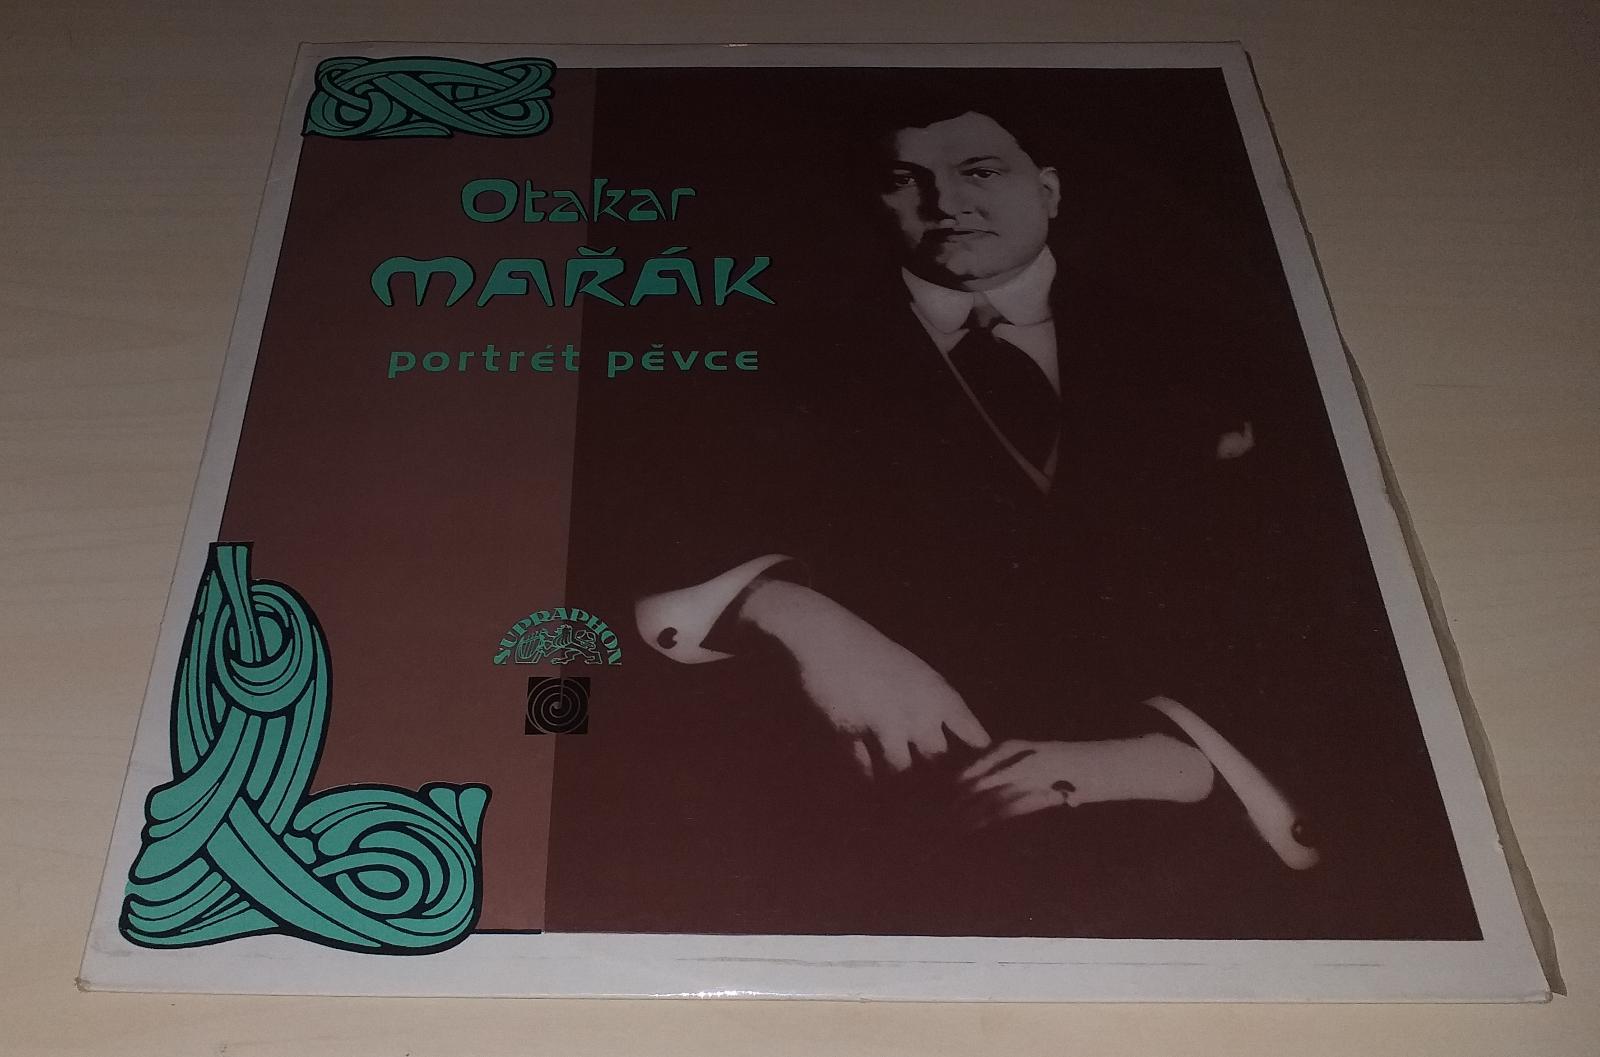 Otakar
MAŘÁK
portrét pěvce
SUPRAPHON